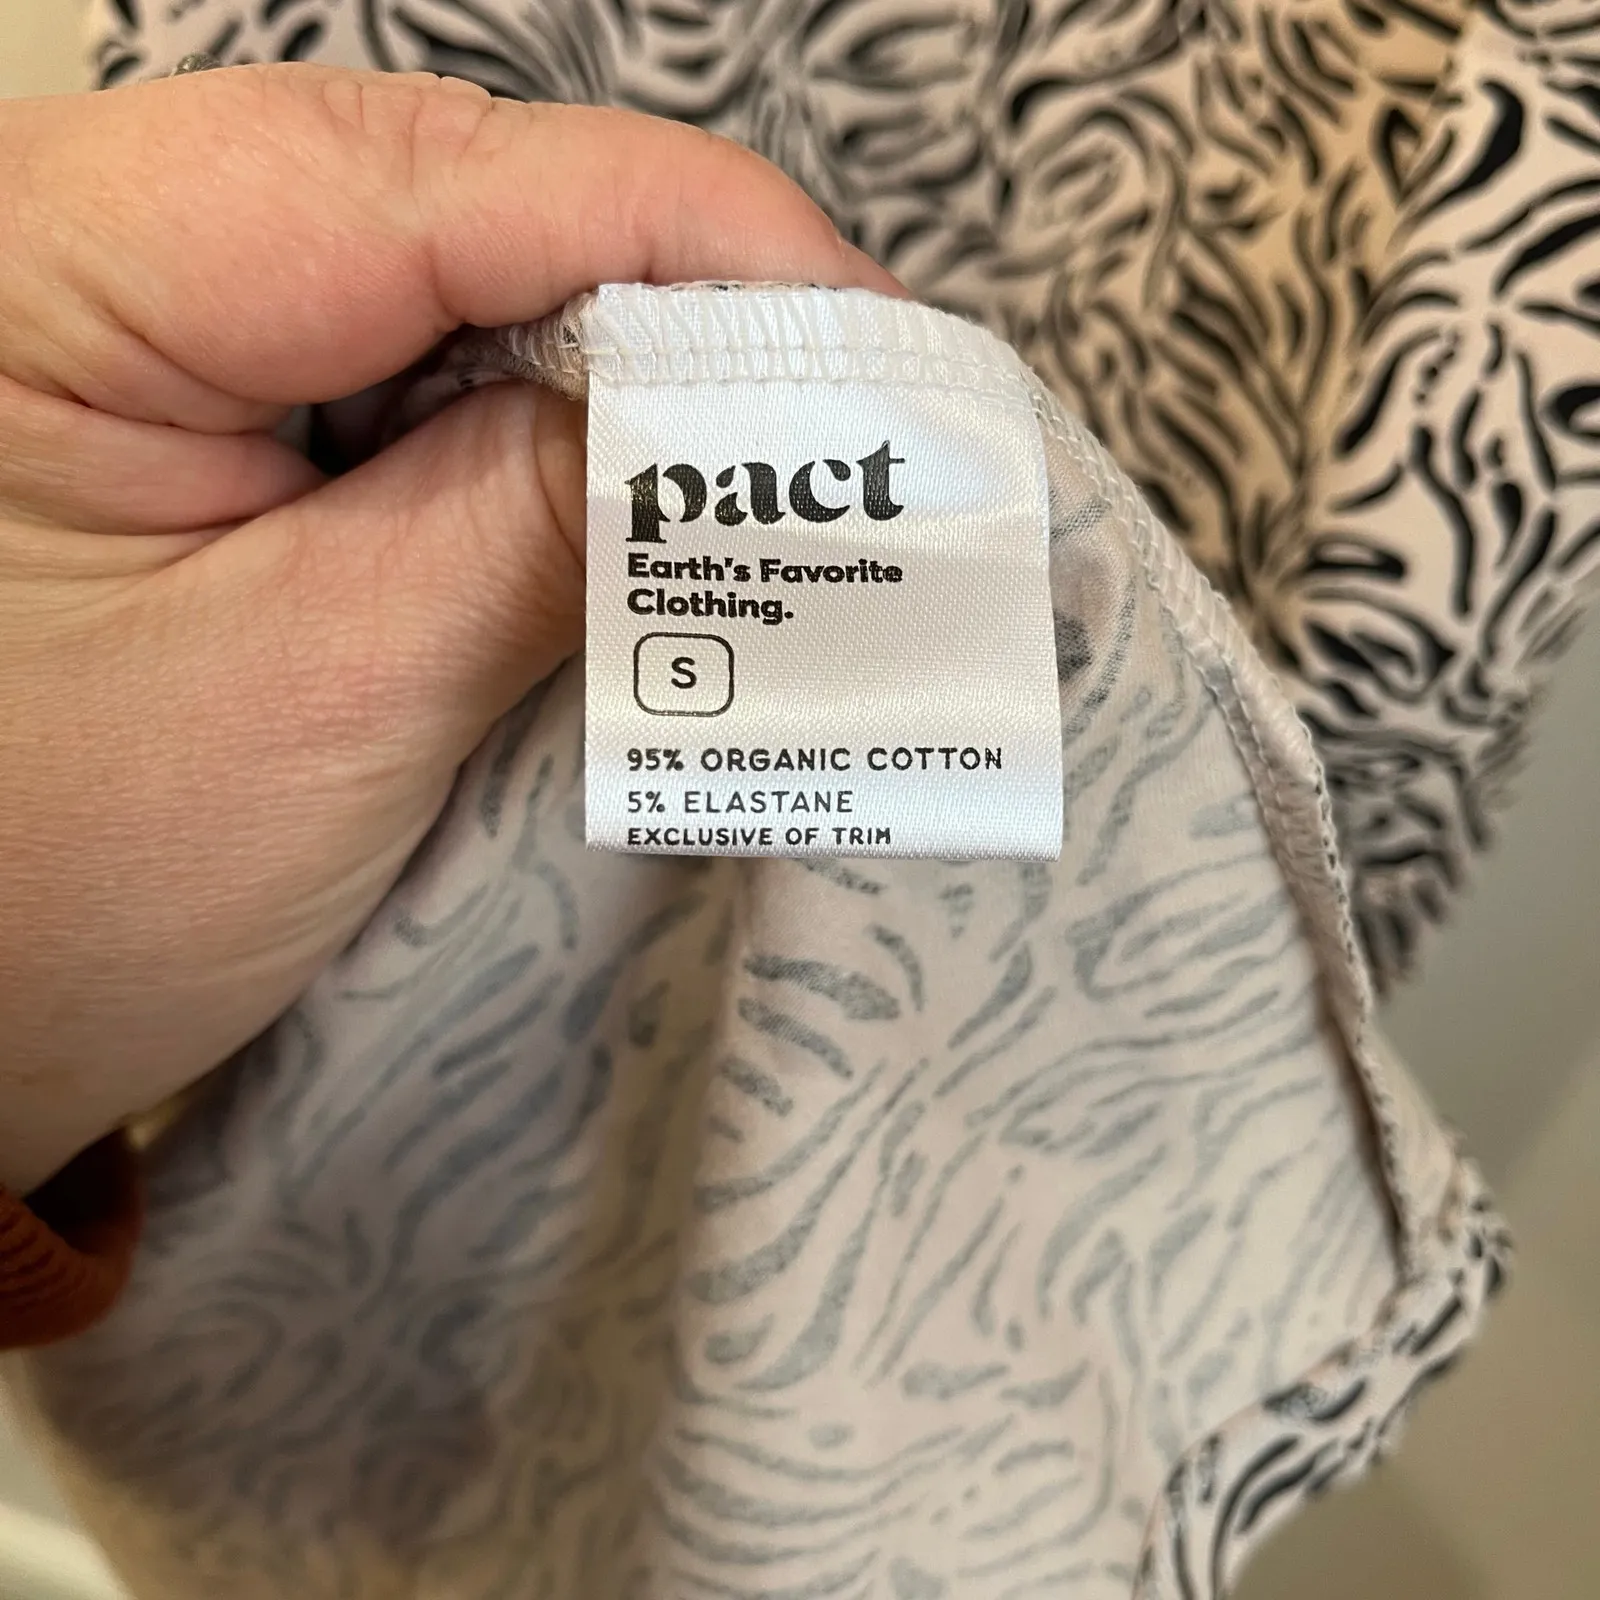 pact
Earth's Favorite
Clothing.
S
95% ORGANIC COTTON
5% ELASTANE
EXCLUSIVE OF TRIM